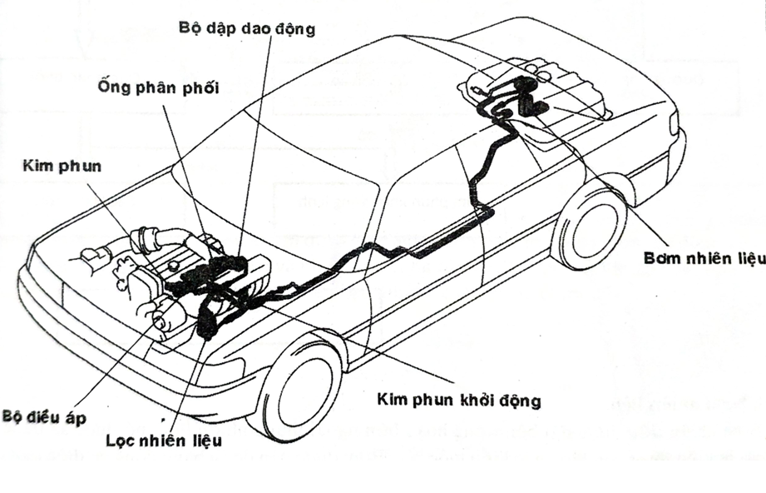 Bộ dập dao động
Ống phân phối
Kim phun
Bơm nhiên liệu
Kim phun khởi động
Bộ điều áp
Lọc nhiên liệu